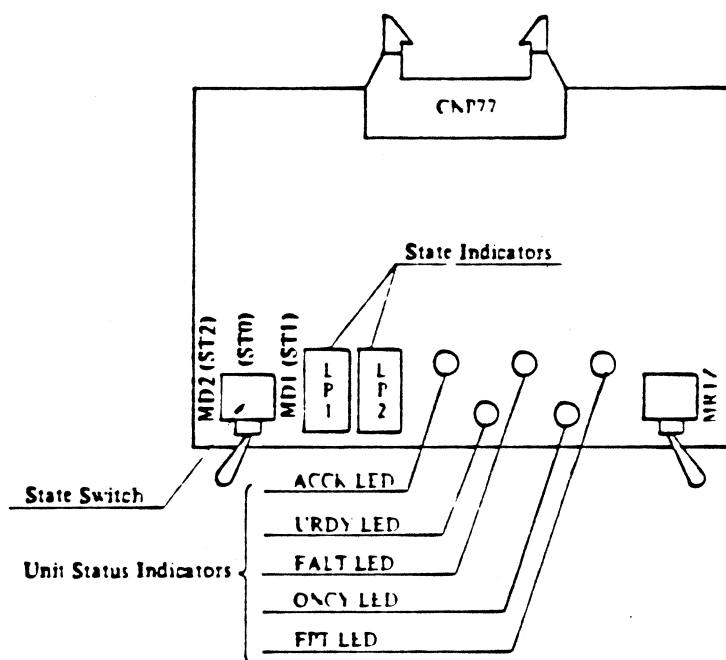 CNP77
State Indicators
MD2 (ST2)
(ST0)
MD1 (ST1)
LP1
LP2
State Switch
ACCK LED
URDY LED
Unit Status Indicators
FALT LED
ONCY LED
FPT LED